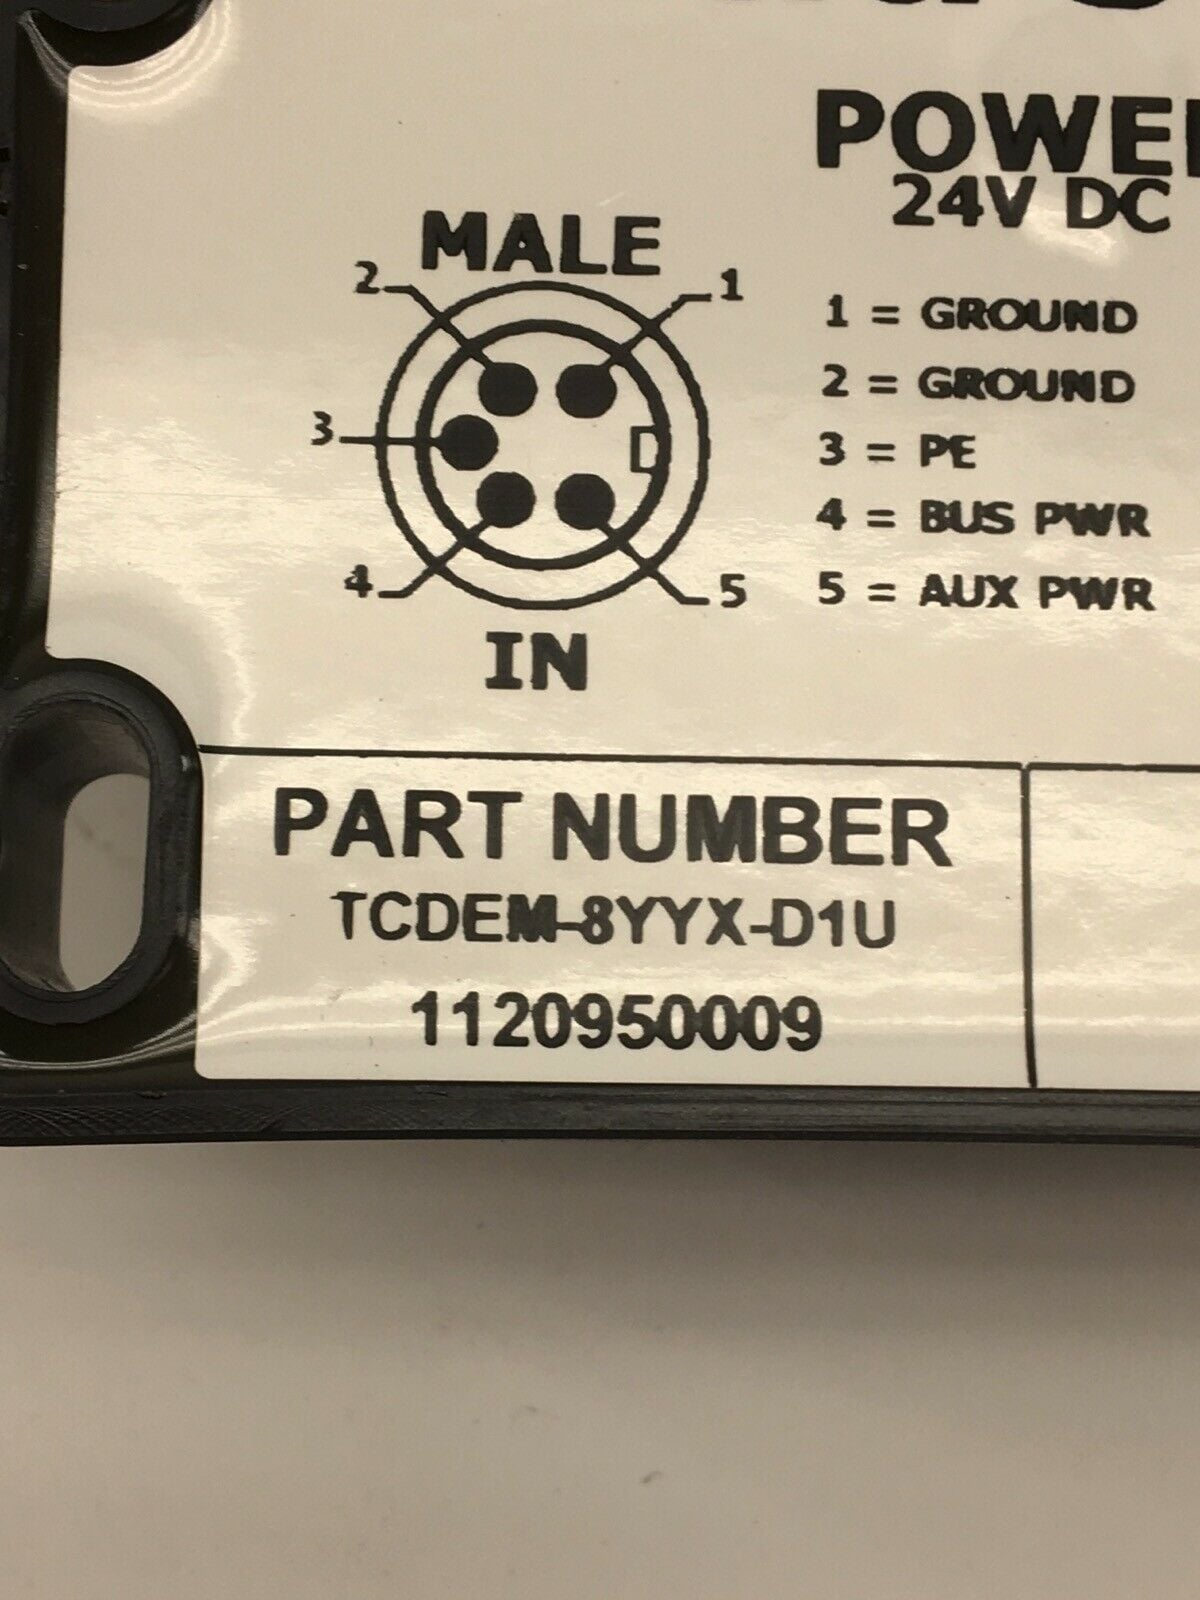 POWE
24V DC
MALE
2
1
3
4
5
IN
1 = GROUND
2 = GROUND
3 = PE
4 = BUS PWR
5 = AUX PWR
PART NUMBER
TCDEM-8YYX-D1U
1120950009